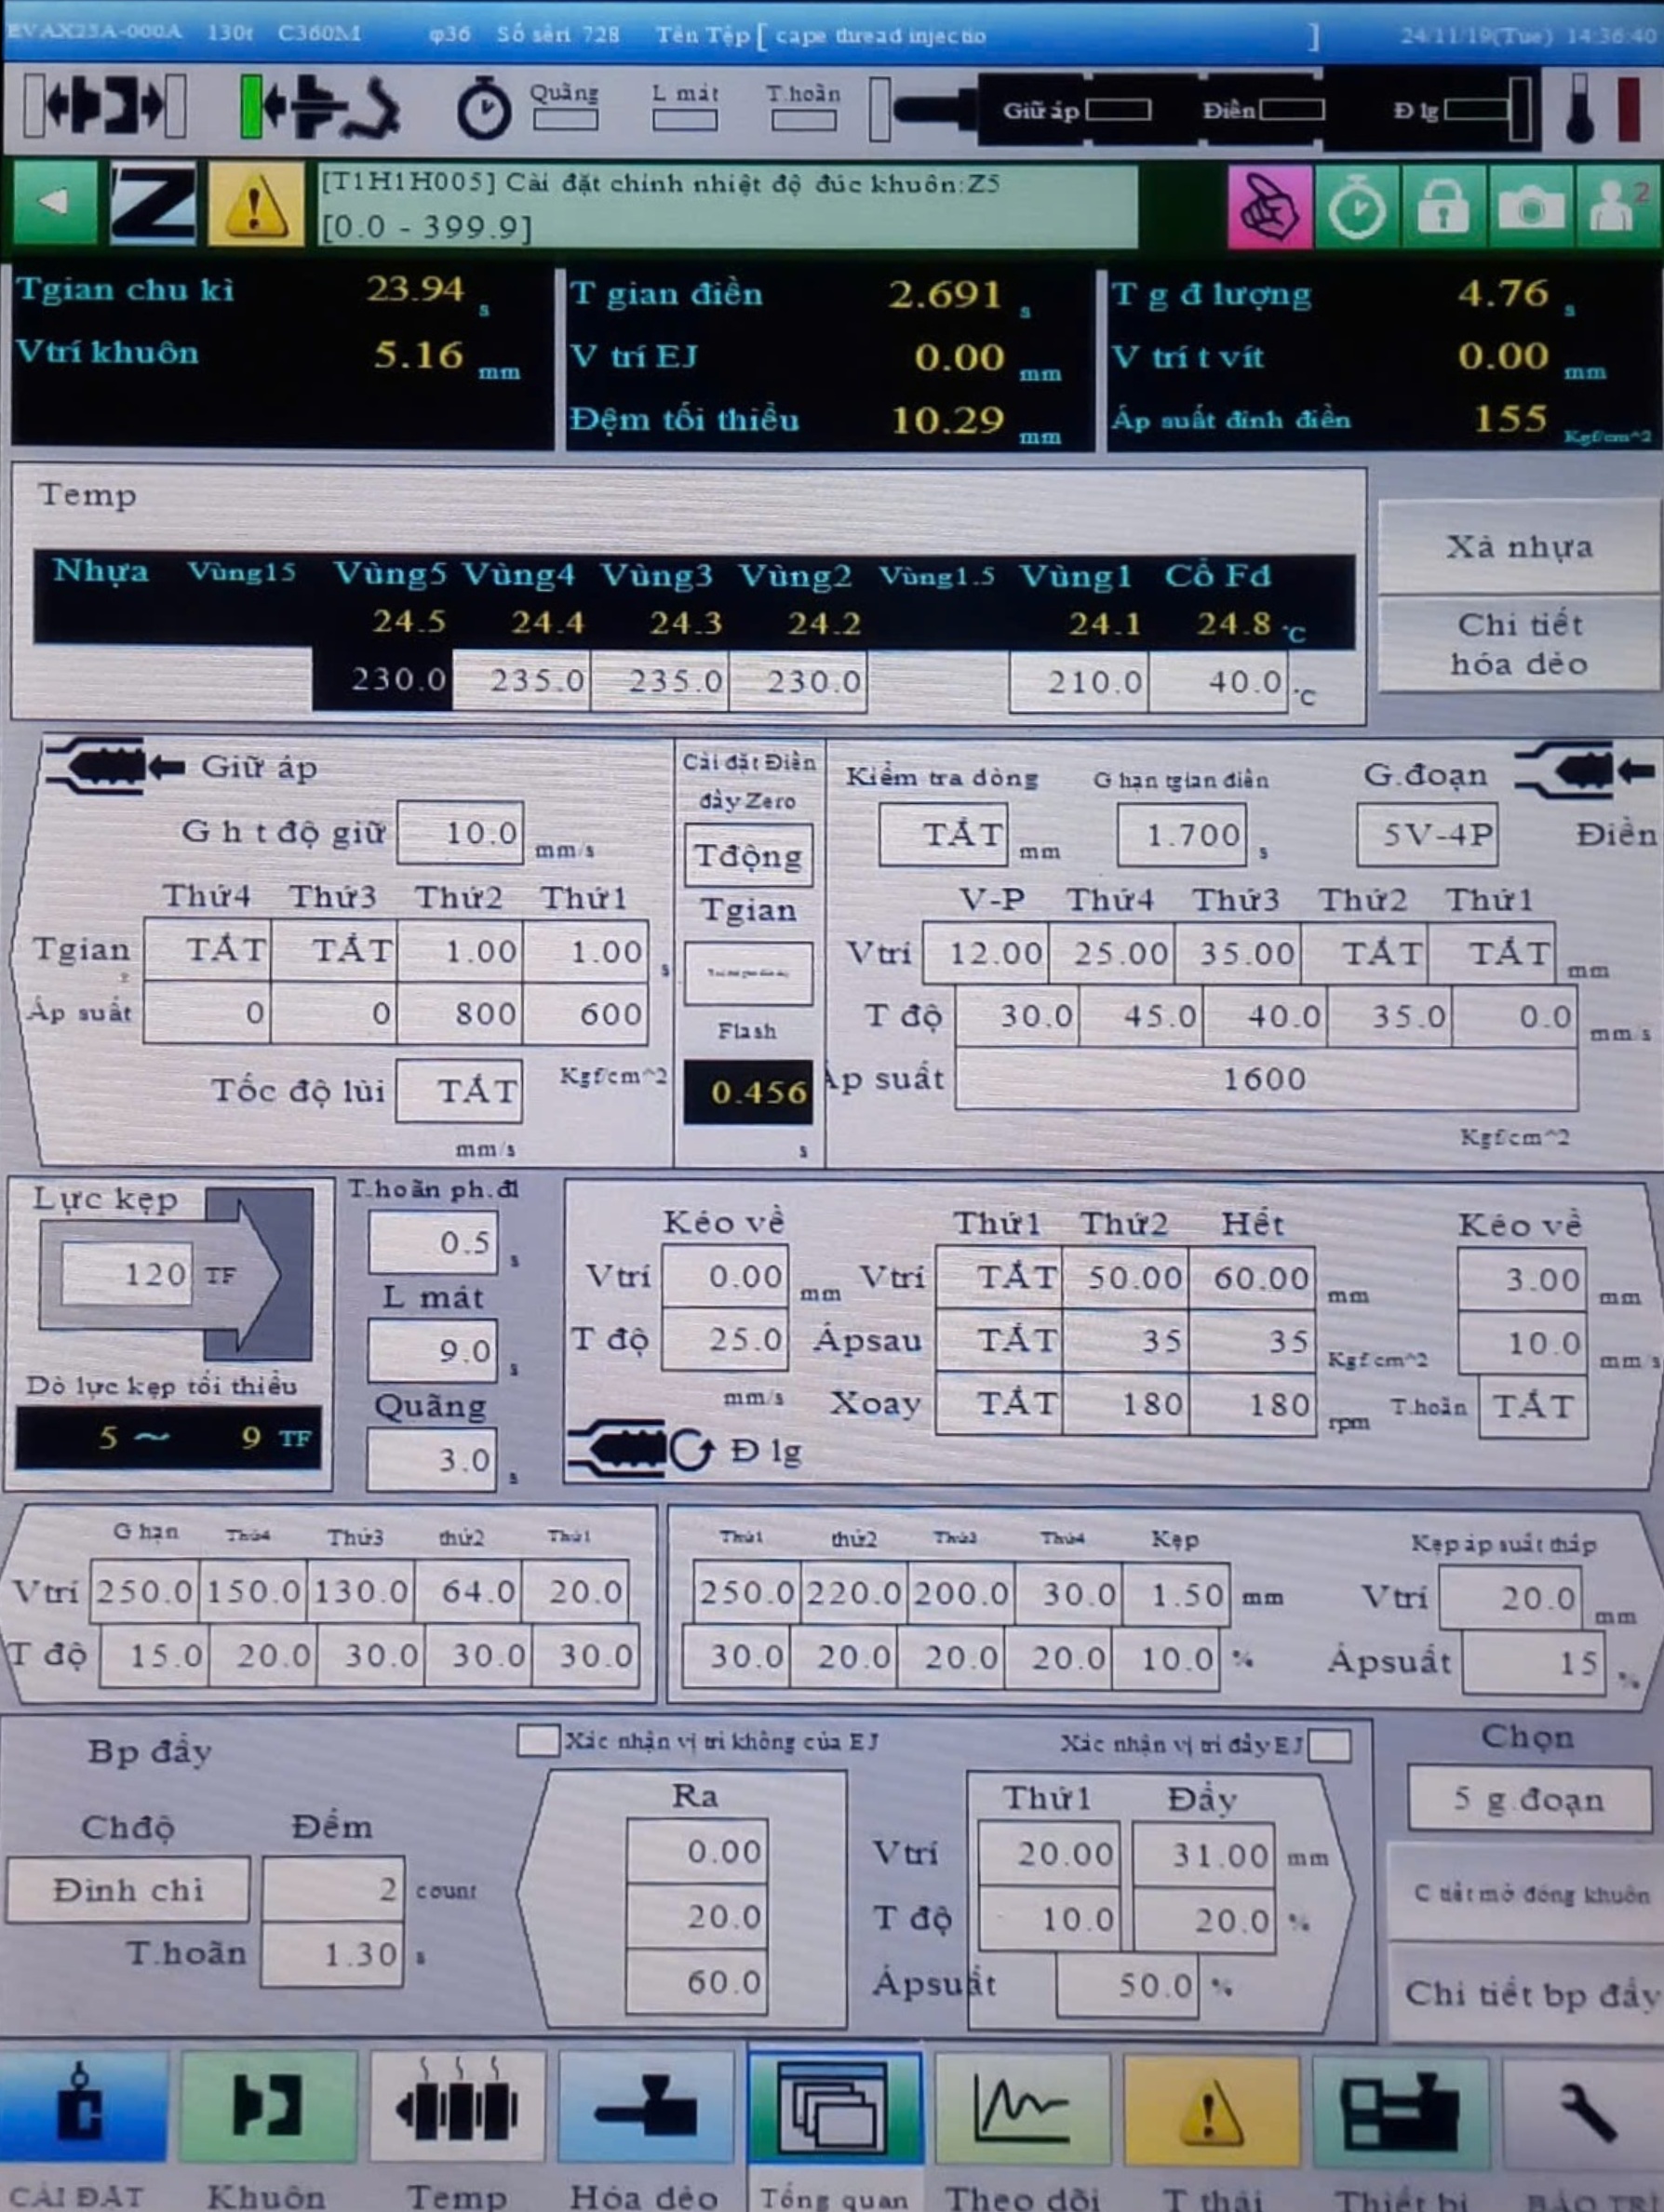 EVAX23A-000A 130t C360M φ36 Số sêri 728 Tên Tệp [ cape thread injectio ] 24/11/19(Tue) 14:36:40
Quãng L mát T.hoãn Giữ áp Điền Đ lg
[T1H1H005] Cài đặt chỉnh nhiệt độ đúc khuôn:Z5
[0.0 - 399.9]
2
Tgian chu kì 23.94 s T gian điền 2.691 s T g đ lượng 4.76 s
Vtrí khuôn 5.16 mm V trí EJ 0.00 mm V trí t vít 0.00 mm
Đệm tối thiểu 10.29 mm Áp suất đỉnh điền 155 Kgf/cm^2
Temp
Xả nhựa
Nhựa Vùng15 Vùng5 Vùng4 Vùng3 Vùng2 Vùng1.5 Vùng1 Cổ Fd
24.5 24.4 24.3 24.2 24.1 24.8 °C
230.0 235.0 235.0 230.0 210.0 40.0 °C
Chi tiết
hóa dẻo
Giữ áp
G h t độ giữ 10.0 mm/s
Thứ4 Thứ3 Thứ2 Thứ1
Tgian TẮT TẮT 1.00 1.00 s
Áp suất 0 0 800 600
Tốc độ lùi TẮT Kgf/cm^2
mm/s
Cài đặt Điền
đầy Zero
Tđộng
Tgian
Flash
0.456
s
Kiểm tra dòng G hạn tgian điền G.đoạn
TẮT mm 1.700 s 5V-4P Điền
V-P Thứ4 Thứ3 Thứ2 Thứ1
Vtrí 12.00 25.00 35.00 TẮT TẮT mm
T độ 30.0 45.0 40.0 35.0 0.0 mm/s
Áp suất 1600
Kgf/cm^2
Lực kẹp
120 TF
Dò lực kẹp tối thiểu
5 ～ 9 TF
T.hoãn ph.đl
0.5 s
L mát
9.0 s
Quãng
3.0 s
Kéo về Thứ1 Thứ2 Hết Kéo về
Vtrí 0.00 mm Vtrí TẮT 50.00 60.00 mm 3.00 mm
T độ 25.0 Ápsau TẮT 35 35 Kgf/cm^2 10.0 mm/s
mm/s Xoay TẮT 180 180 rpm T.hoãn TẮT
Đ lg
G hạn Thứ4 Thứ3 thứ2 Thứ1 Thứ1 thứ2 Thứ3 Thứ4 Kẹp Kẹp áp suất thấp
Vtrí 250.0 150.0 130.0 64.0 20.0 250.0 220.0 200.0 30.0 1.50 mm Vtrí 20.0 mm
T độ 15.0 20.0 30.0 30.0 30.0 30.0 20.0 20.0 20.0 10.0 % Ápsuất 15 %
Bp đẩy Xác nhận vị trí không của EJ Xác nhận vị trí đẩy EJ Chọn
Ra Thứ1 Đẩy 5 g.đoạn
Chđộ Đếm 0.00 Vtrí 20.00 31.00 mm
Đình chỉ 2 count 20.0 T độ 10.0 20.0 % C tiết mở đóng khuôn
T.hoãn 1.30 s 60.0 Ápsuất 50.0 % Chi tiết bp đẩy
CÀI ĐẶT Khuôn Temp Hóa dẻo Tổng quan Theo dõi T thái Thiết bị BẢO TRÌ